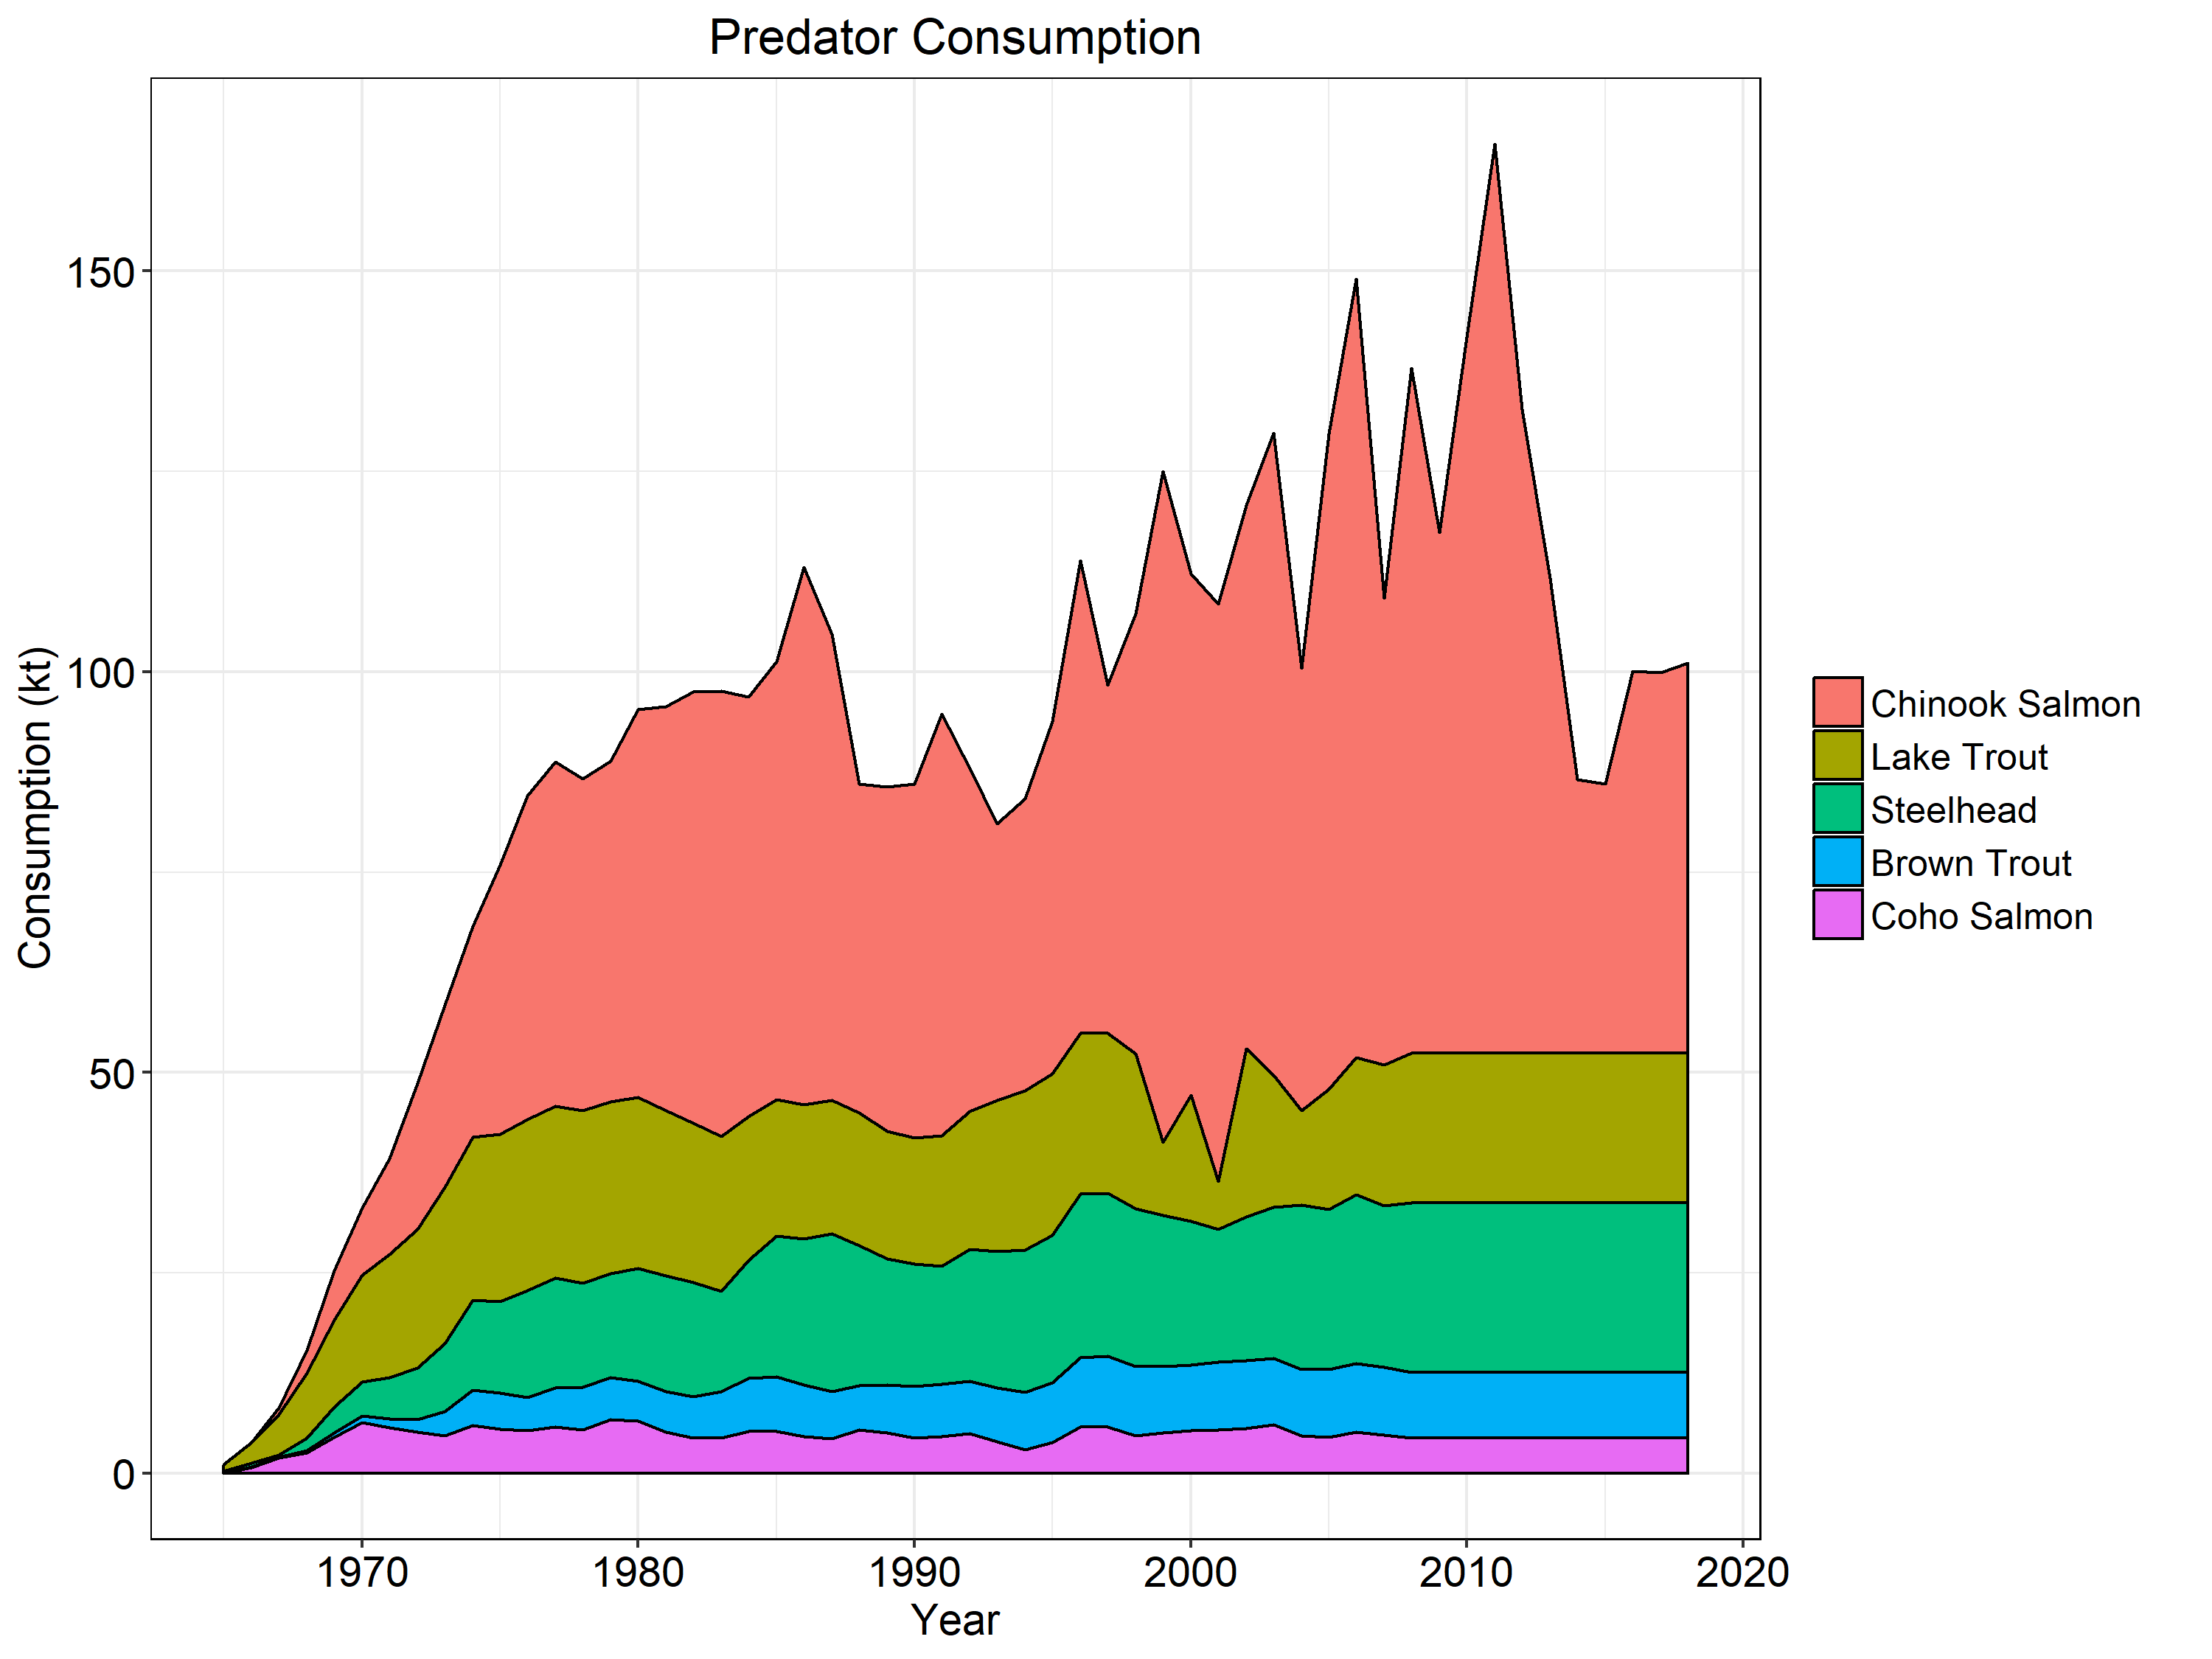 Predator Consumption
Consumption (kt)
150
100
50
0
1970 1980 1990 2000 2010 2020
Year
Chinook Salmon
Lake Trout
Steelhead
Brown Trout
Coho Salmon